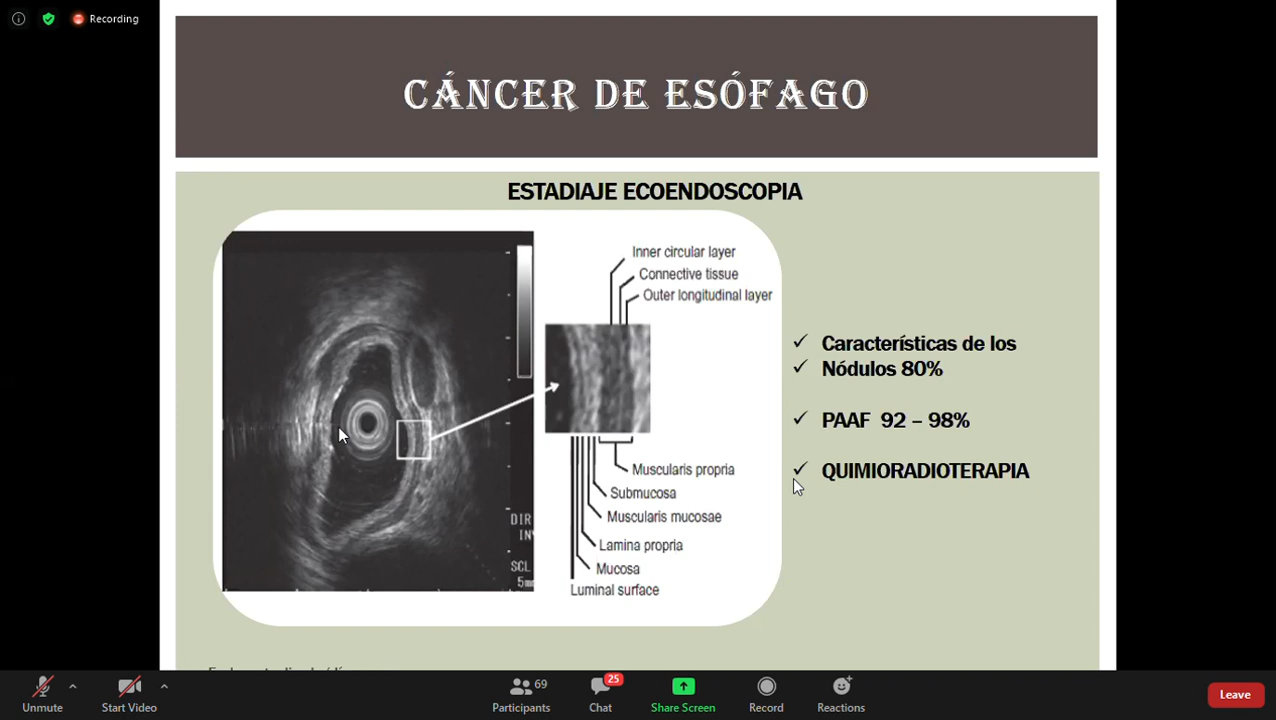 Recording
CÁNCER DE ESÓFAGO
ESTADIAJE ECOENDOSCOPIA
Inner circular layer
Connective tissue
Outer longitudinal layer
DIR
SCL
Muscularis propria
Submucosa
Muscularis mucosae
Lamina propria
Mucosa
Luminal surface
✓ Características de los
✓ Nódulos 80%
✓ PAAF 92 – 98%
✓ QUIMIORADIOTERAPIA
69
25
Unmute
Start Video
Participants
Chat
Share Screen
Record
Reactions
Leave